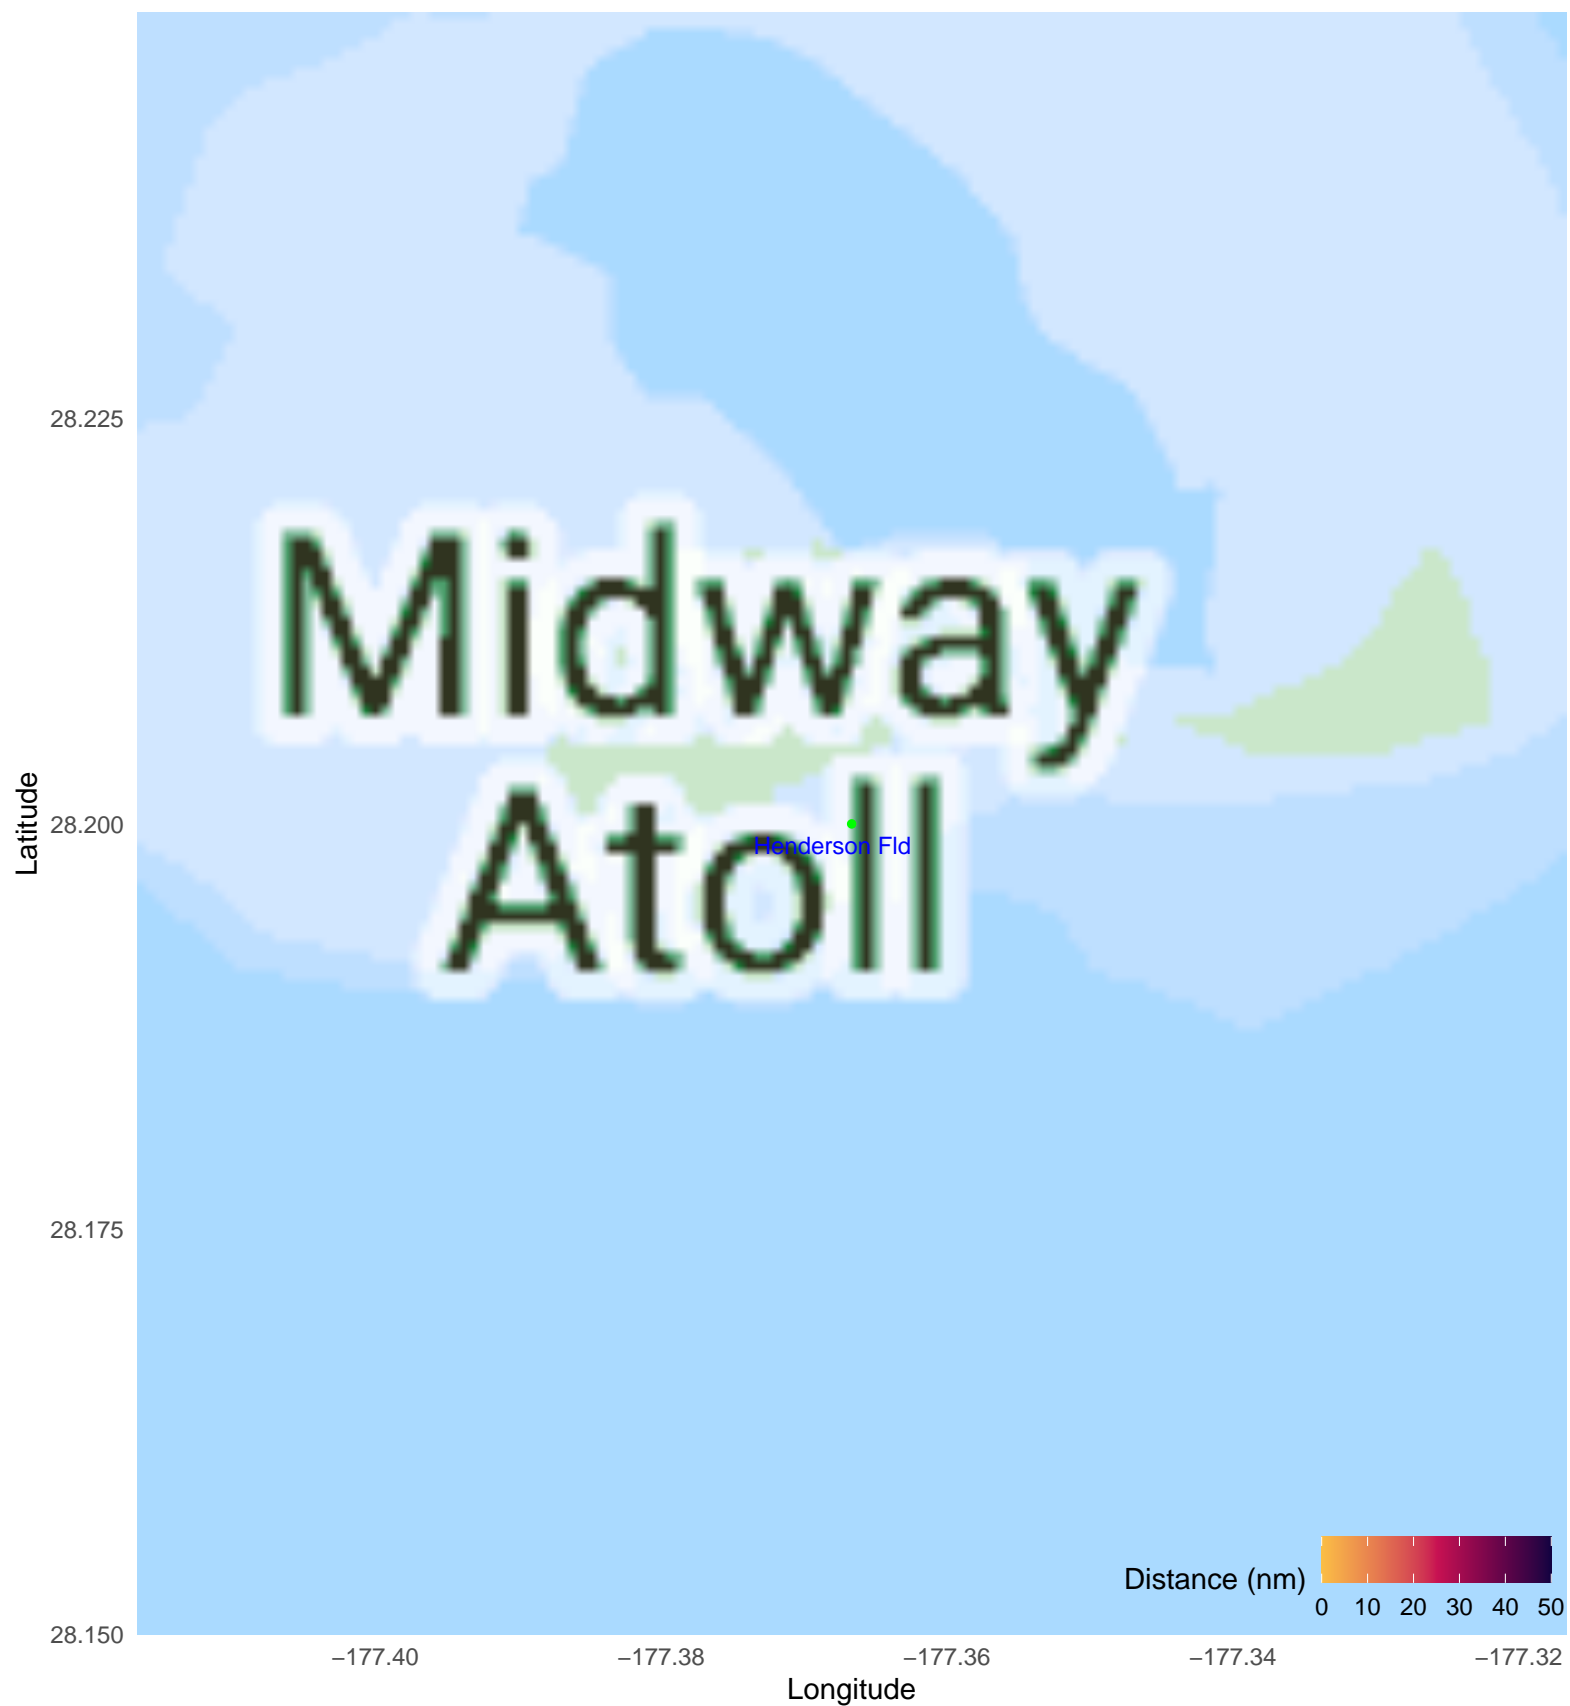 28.225
Midway
Atoll
28.200
Henderson Fld
Latitude
28.175
Distance (nm)
0 10 20 30 40 50
28.150
−177.40 −177.38 −177.36 −177.34 −177.32
Longitude